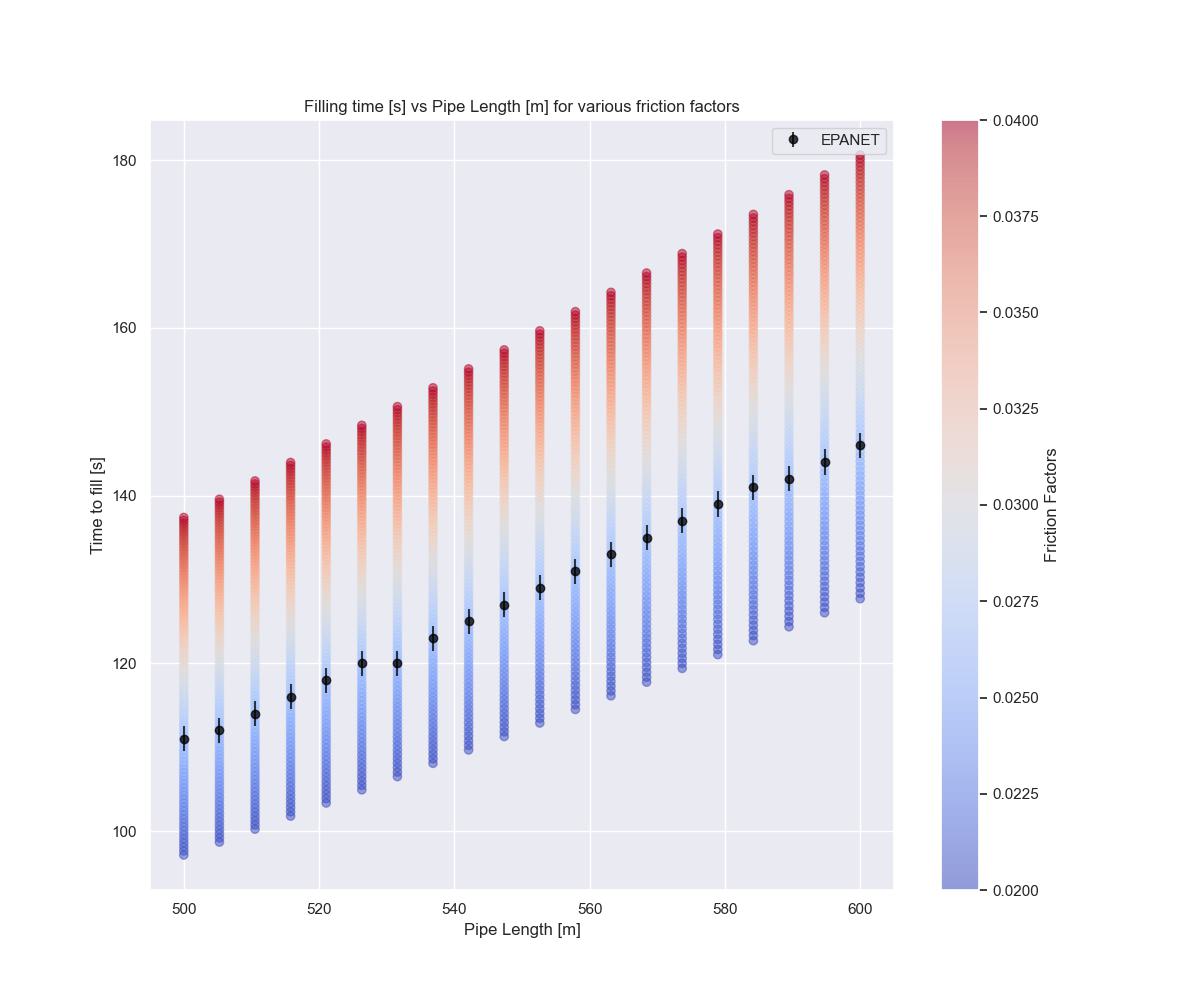 Filling time [s] vs Pipe Length [m] for various friction factors
EPANET
Time to fill [s]
180
160
140
120
100
500 520 540 560 580 600
Pipe Length [m]
0.0400
0.0375
0.0350
0.0325
0.0300
0.0275
0.0250
0.0225
0.0200
Friction Factors